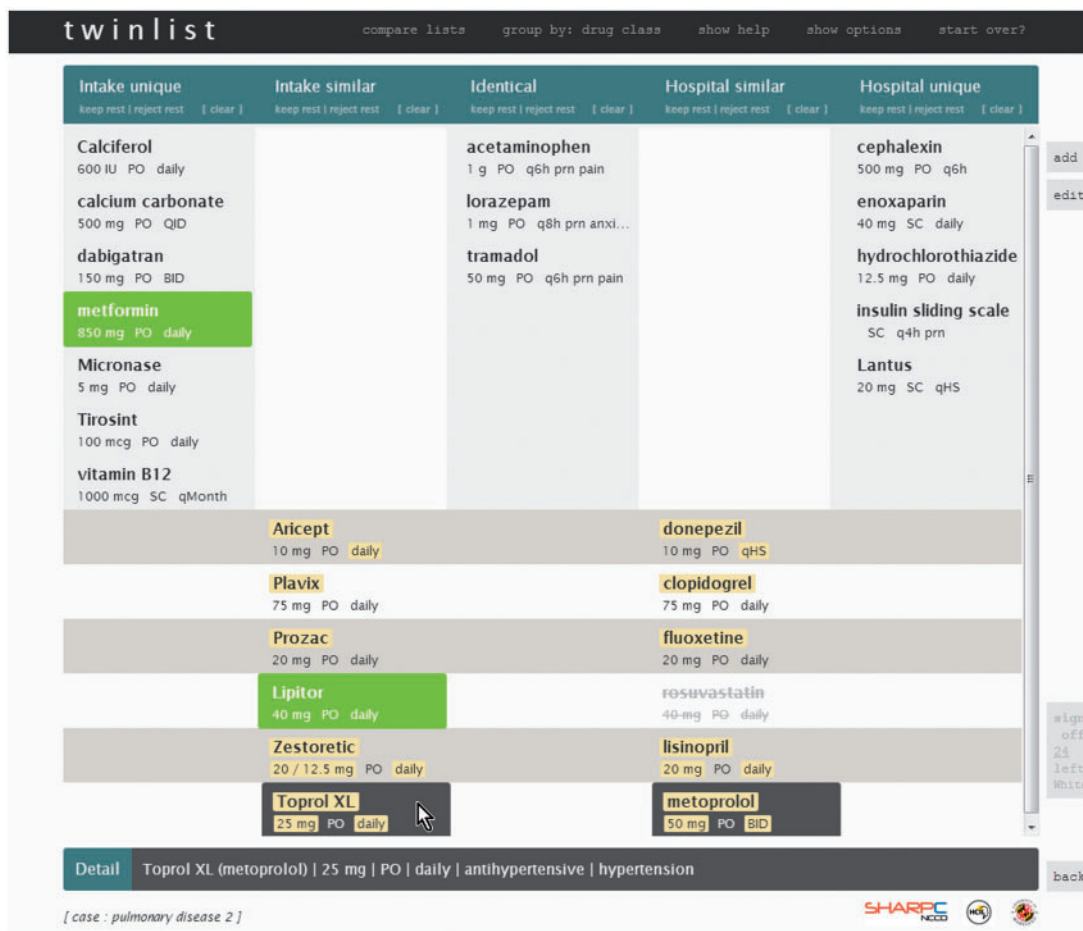 twinlist compare lists group by: drug class show help show options start over?
Intake unique Intake similar Identical Hospital similar Hospital unique
keep rest | reject rest [ clear ] keep rest | reject rest [ clear ] keep rest | reject rest [ clear ] keep rest | reject rest [ clear ] keep rest | reject rest [ clear ]
Calciferol acetaminophen cephalexin
600 IU PO daily 1 g PO q6h prn pain 500 mg PO q6h
add
calcium carbonate lorazepam enoxaparin
edit
500 mg PO QID 1 mg PO q8h prn anxi... 40 mg SC daily
dabigatran tramadol hydrochlorothiazide
150 mg PO BID 50 mg PO q6h prn pain 12.5 mg PO daily
metformin insulin sliding scale
850 mg PO daily SC q4h prn
Micronase Lantus
5 mg PO daily 20 mg SC qHS
Tirosint
100 mcg PO daily
vitamin B12
1000 mcg SC qMonth
Aricept donepezil
10 mg PO daily 10 mg PO qHS
Plavix clopidogrel
75 mg PO daily 75 mg PO daily
Prozac fluoxetine
20 mg PO daily 20 mg PO daily
Lipitor rosuvastatin
40 mg PO daily 40 mg PO daily
sign
off
24
left
White
Zestoretic lisinopril
20 / 12.5 mg PO daily 20 mg PO daily
Toprol XL metoprolol
25 mg PO daily 50 mg PO BID
Detail Toprol XL (metoprolol) | 25 mg | PO | daily | antihypertensive | hypertension
back
[ case : pulmonary disease 2 ] SHARPC
NCCD
HCIL